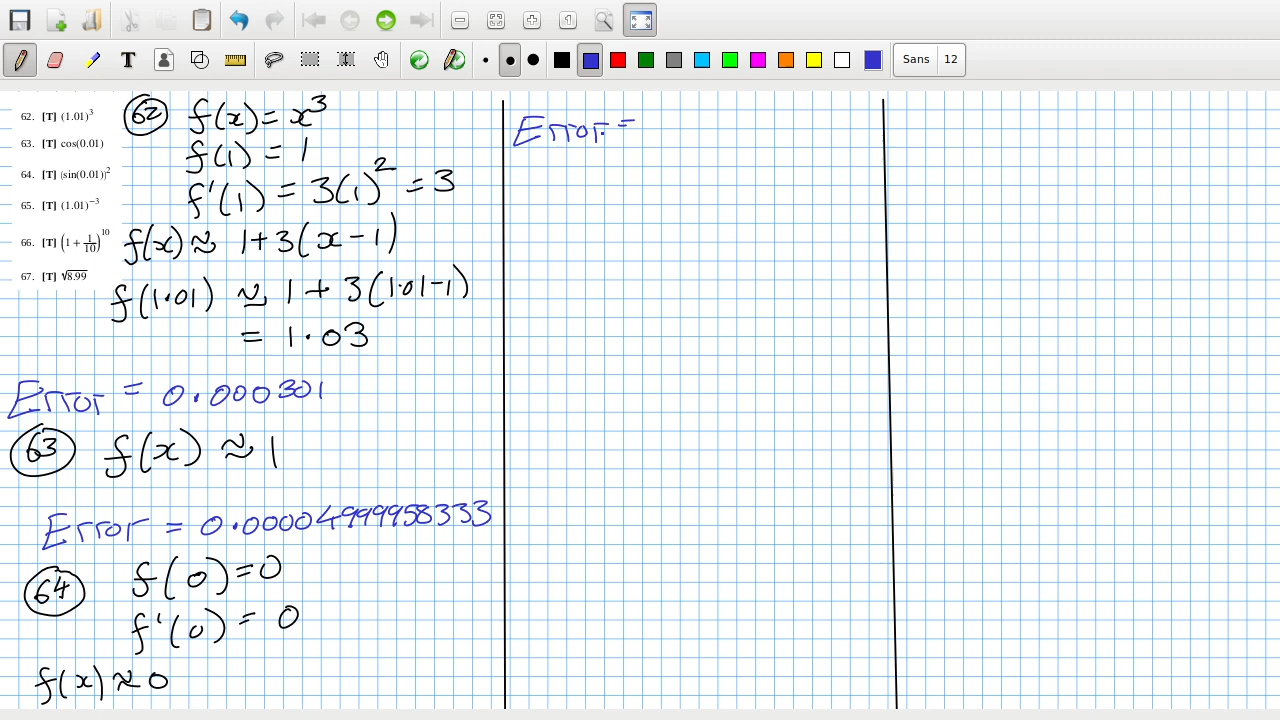 Sans 12
62. [T] (1.01)^3
63. [T] cos(0.01)
64. [T] (sin(0.01))^2
65. [T] (1.01)^{-3}
66. [T] (1 + 1/10)^{10}
67. [T] √8.99
62 f(x) = x^3
f(1) = 1
f'(1) = 3(1)^2 = 3
f(x) ≈ 1+3(x-1)
f(1.01) ≈ 1 + 3(1.01-1)
= 1.03
Error = 0.000301
63 f(x) ≈ 1
Error = 0.00004999958333
64 f(0) = 0
f'(0) = 0
f(x) ≈ 0
Error =